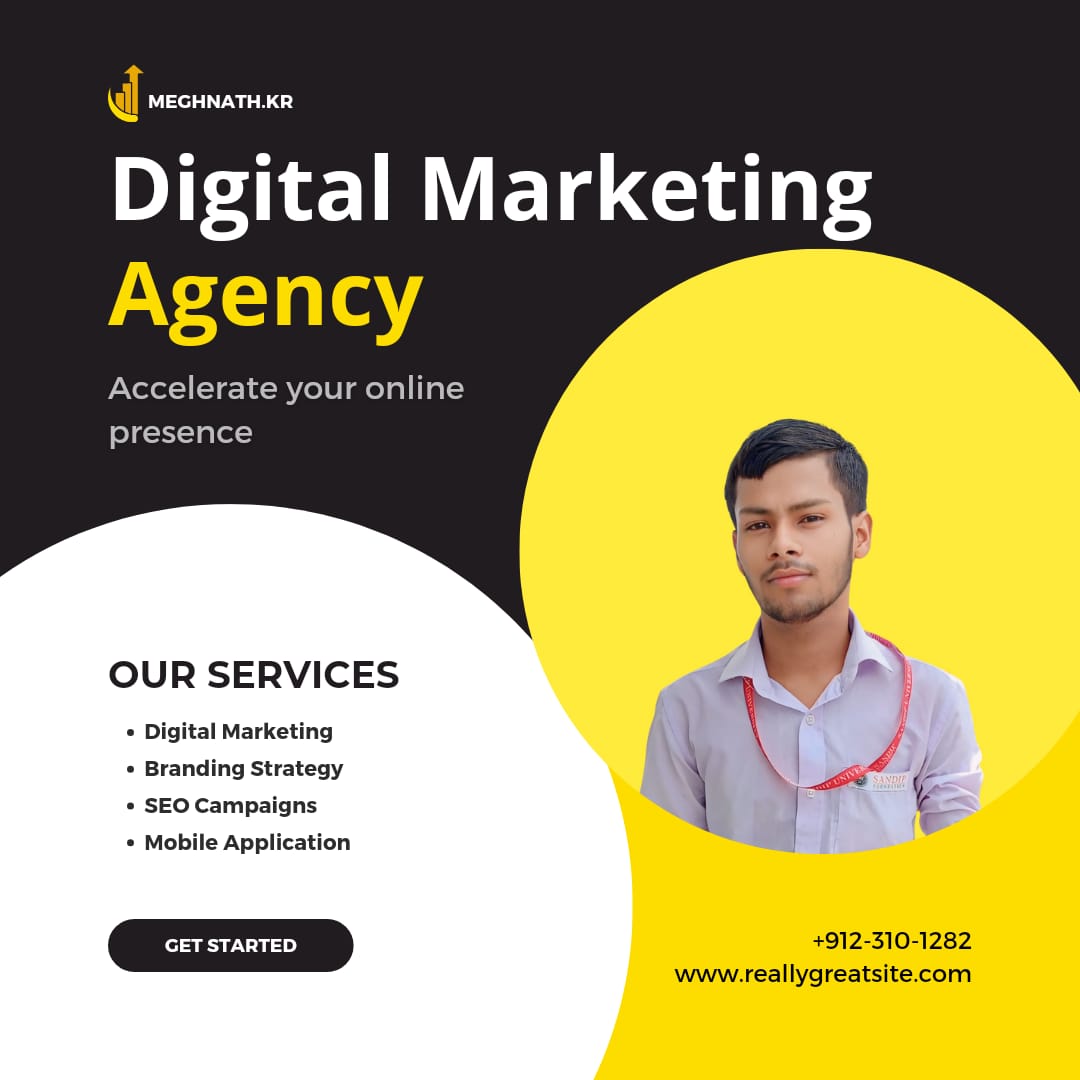 MEGHNATH.KR
Digital Marketing
Agency
Accelerate your online
presence
OUR SERVICES
• Digital Marketing
• Branding Strategy
• SEO Campaigns
• Mobile Application
GET STARTED
SANDIP
+912-310-1282
www.reallygreatsite.com